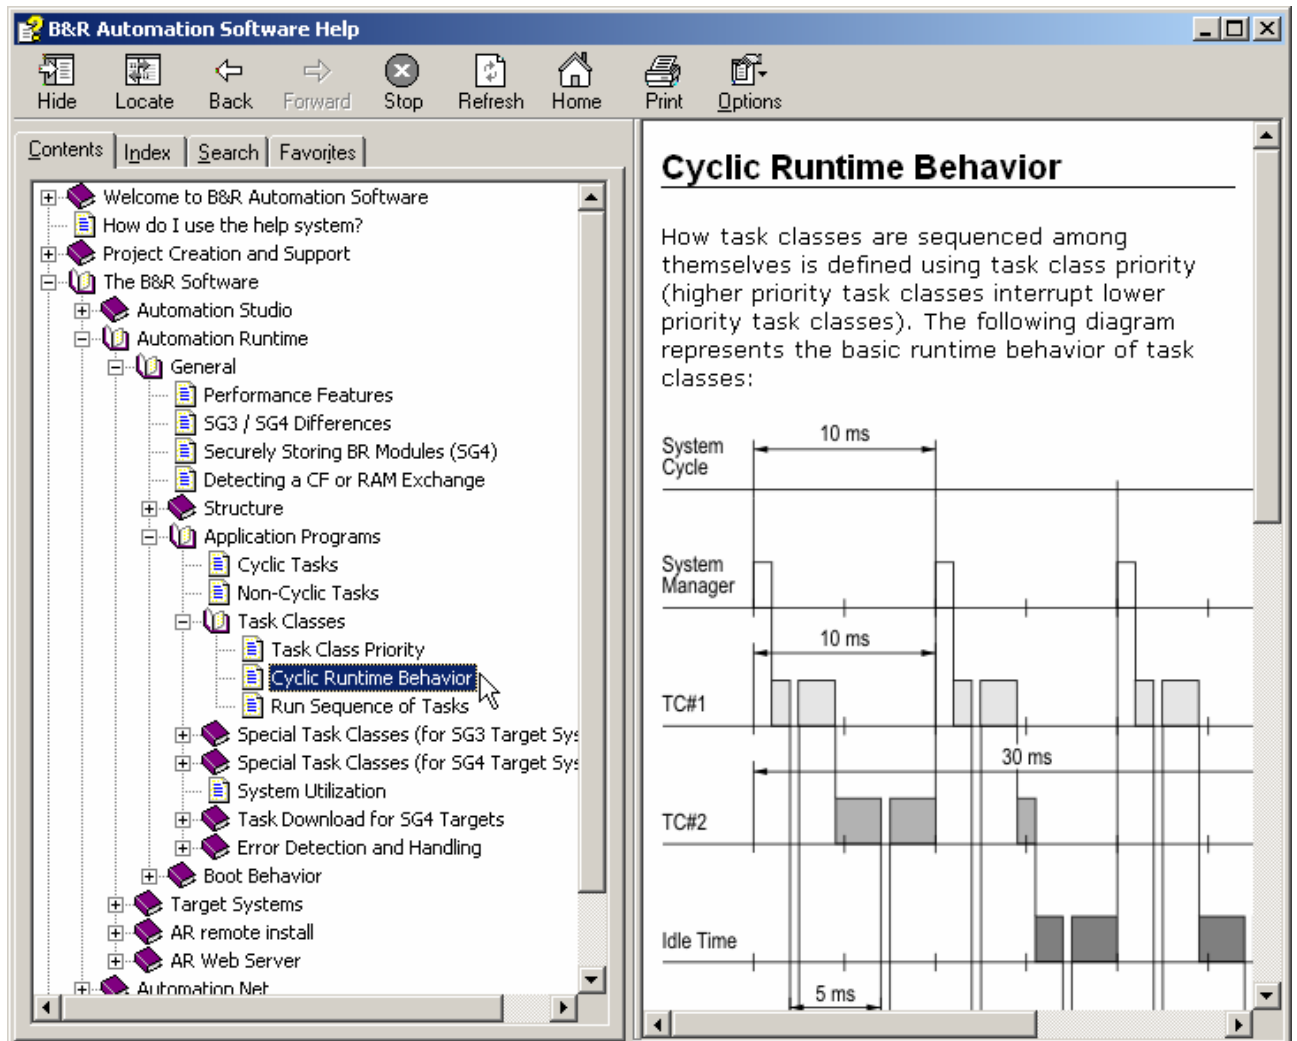 B&R Automation Software Help
Hide Locate Back Forward Stop Refresh Home Print Options
Contents Index Search Favorites
Welcome to B&R Automation Software
How do I use the help system?
Project Creation and Support
The B&R Software
Automation Studio
Automation Runtime
General
Performance Features
SG3 / SG4 Differences
Securely Storing BR Modules (SG4)
Detecting a CF or RAM Exchange
Structure
Application Programs
Cyclic Tasks
Non-Cyclic Tasks
Task Classes
Task Class Priority
Cyclic Runtime Behavior
Run Sequence of Tasks
Special Task Classes (for SG3 Target Sys
Special Task Classes (for SG4 Target Sys
System Utilization
Task Download for SG4 Targets
Error Detection and Handling
Boot Behavior
Target Systems
AR remote install
AR Web Server
Automation Net
Cyclic Runtime Behavior
How task classes are sequenced among
themselves is defined using task class priority
(higher priority task classes interrupt lower
priority task classes). The following diagram
represents the basic runtime behavior of task
classes:
System
Cycle
10 ms
System
Manager
10 ms
TC#1
30 ms
TC#2
Idle Time
5 ms